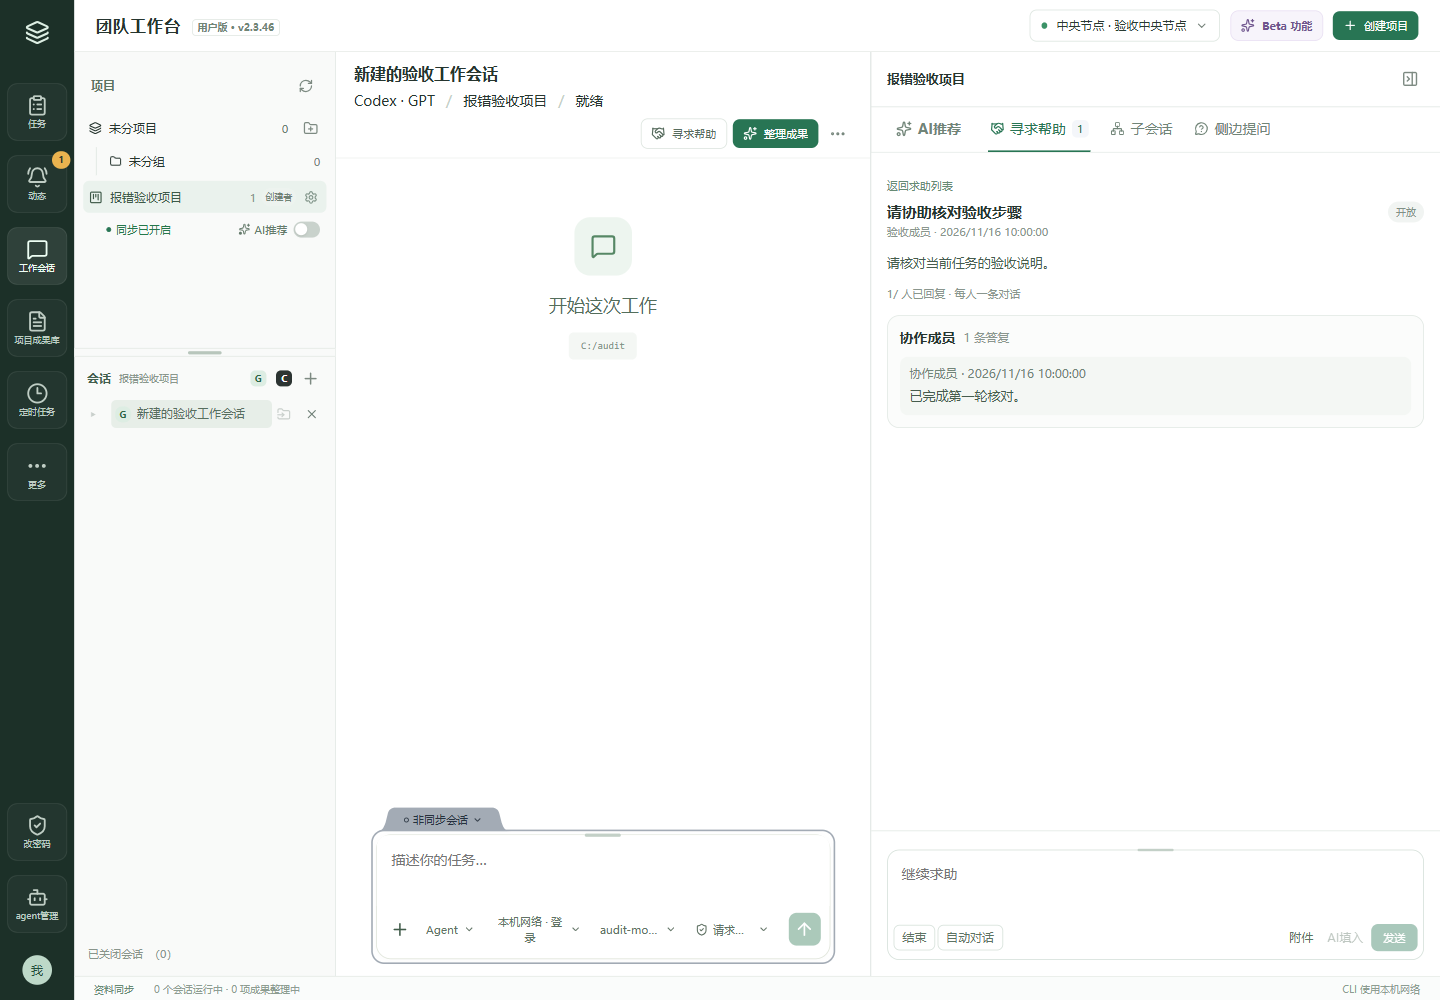 团队工作台
用户版 • v2.3.46
中央节点 · 验收中央节点
Beta 功能
创建项目
任务
1
动态
工作会话
项目成果库
定时任务
更多
改密码
agent管理
我
项目
未分项目
0
未分组
0
报错验收项目
1
创建者
同步已开启
AI推荐
会话
报错验收项目
G
C
G
新建的验收工作会话
已关闭会话 (0)
新建的验收工作会话
Codex · GPT / 报错验收项目 / 就绪
寻求帮助
整理成果
开始这次工作
C:/audit
非同步会话
描述你的任务...
Agent
本机网络 · 登
录
audit-mo...
请求...
报错验收项目
AI推荐
寻求帮助 1
子会话
侧边提问
返回求助列表
请协助核对验收步骤
开放
验收成员 · 2026/11/16 10:00:00
请核对当前任务的验收说明。
1/ 人已回复 · 每人一条对话
协作成员 1 条答复
协作成员 · 2026/11/16 10:00:00
已完成第一轮核对。
继续求助
结束
自动对话
附件
AI填入
发送
资料同步
0 个会话运行中 · 0 项成果整理中
CLI 使用本机网络